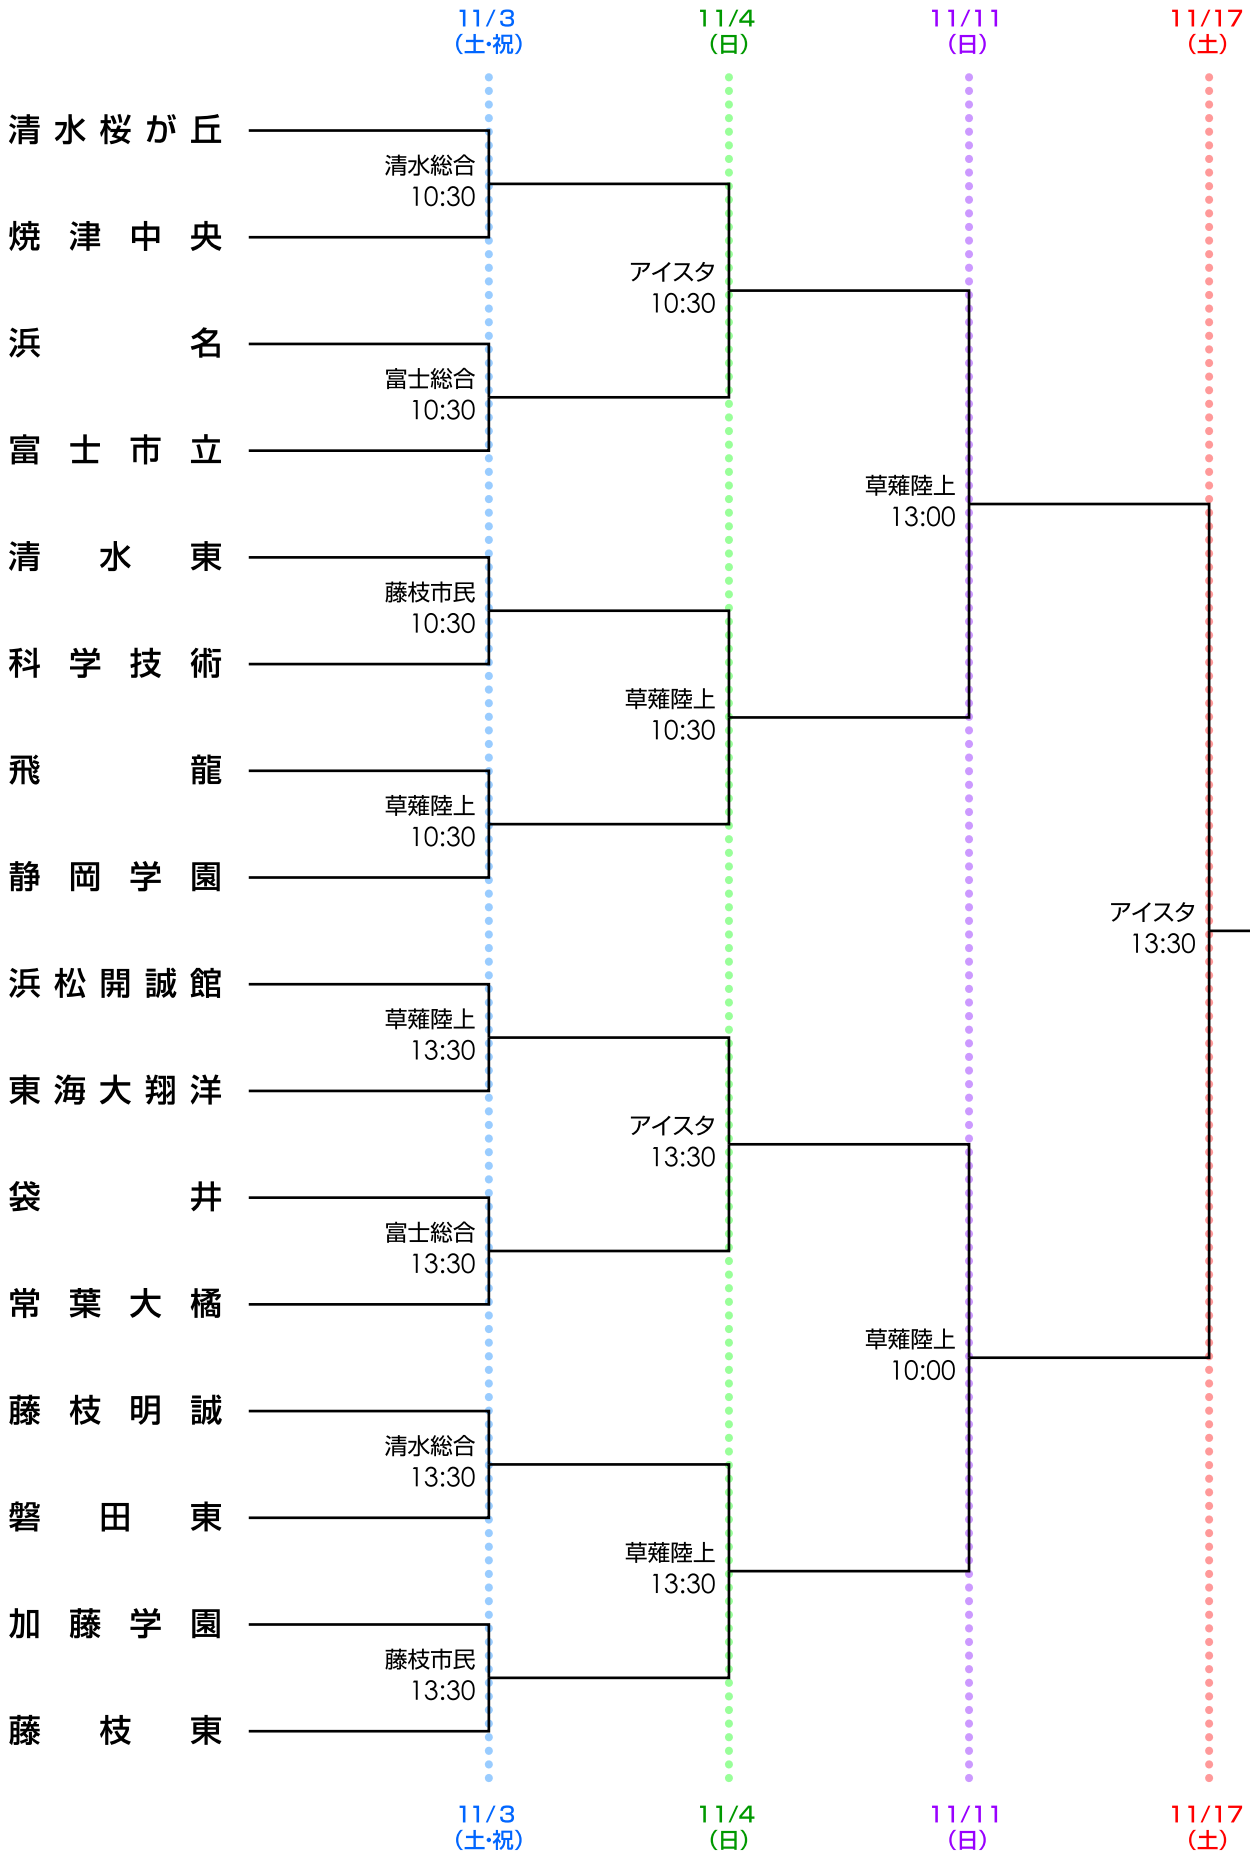 11/3
(土・祝)
11/4
(日)
11/11
(日)
11/17
(土)
清水桜が丘
清水総合
10:30
焼津中央
アイスタ
10:30
浜名
富士総合
10:30
富士市立
草薙陸上
13:00
清水東
藤枝市民
10:30
科学技術
草薙陸上
10:30
飛龍
草薙陸上
10:30
静岡学園
アイスタ
13:30
浜松開誠館
草薙陸上
13:30
東海大翔洋
アイスタ
13:30
袋井
富士総合
13:30
常葉大橘
草薙陸上
10:00
藤枝明誠
清水総合
13:30
磐田東
草薙陸上
13:30
加藤学園
藤枝市民
13:30
藤枝東
11/3
(土・祝)
11/4
(日)
11/11
(日)
11/17
(土)